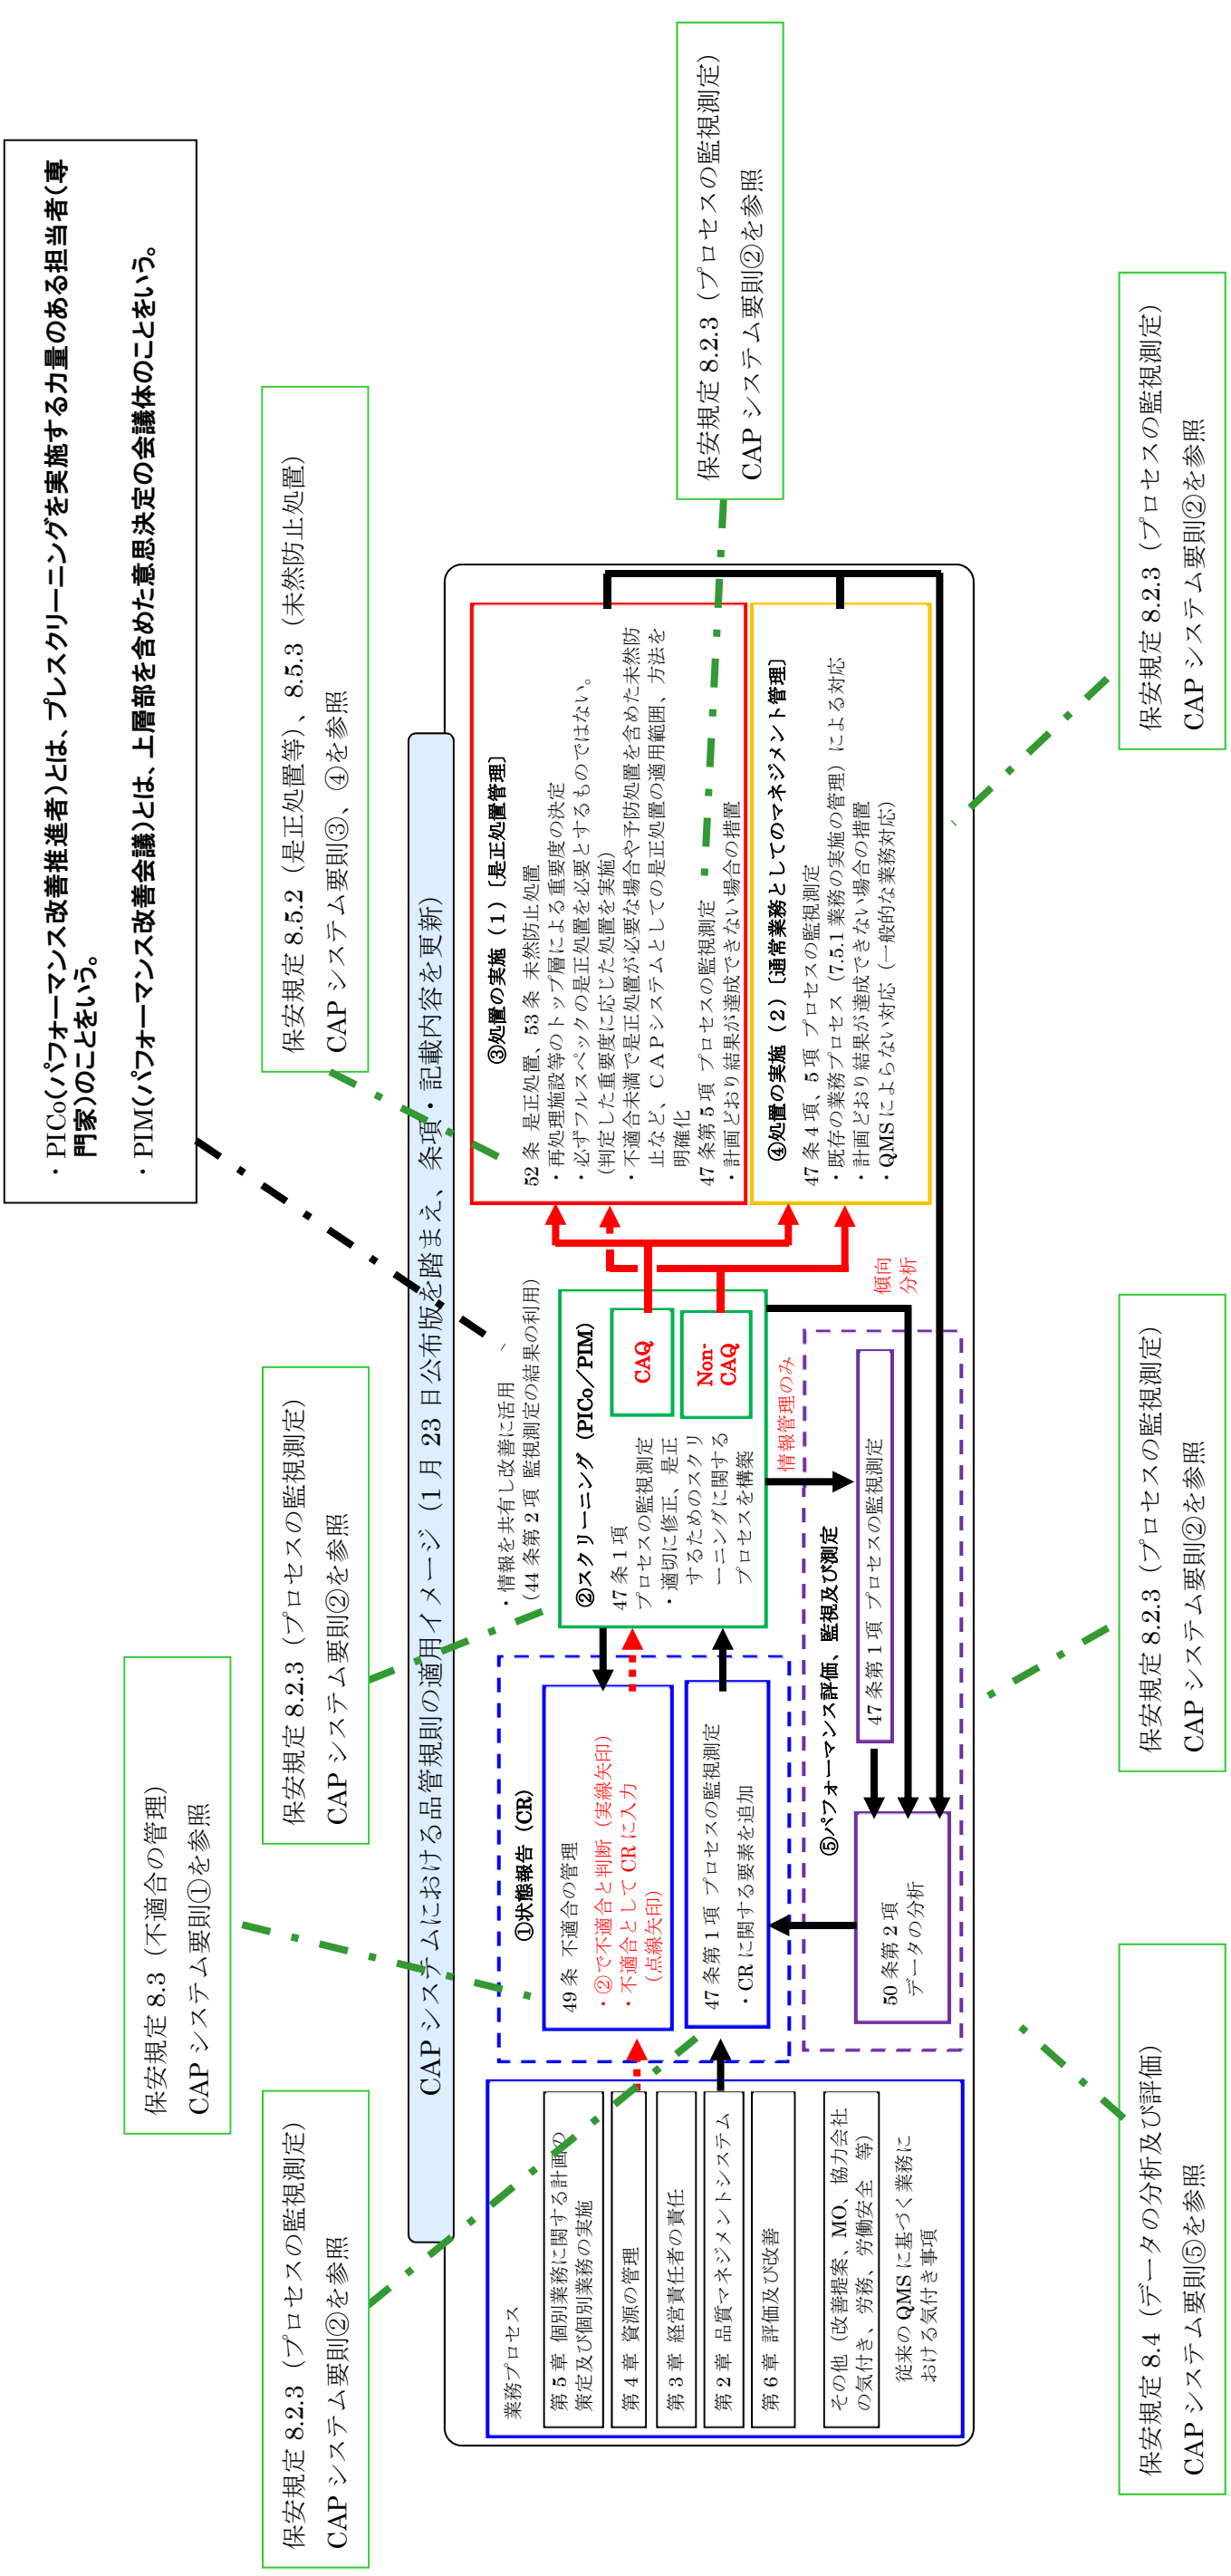 ・PICo(パフォーマンス改善推進者)とは、プレスクリーニングを実施する力量のある担当者(専
門家)のことをいう。
・PIM(パフォーマンス改善会議)とは、上層部を含めた意思決定の会議体のことをいう。
保安規定 8.3（不適合の管理）
CAP システム要則①を参照
保安規定 8.2.3（プロセスの監視測定）
CAP システム要則②を参照
保安規定 8.2.3（プロセスの監視測定）
CAP システム要則②を参照
保安規定 8.5.2（是正処置等）、8.5.3（未然防止処置）
CAP システム要則③、④を参照
保安規定 8.2.3（プロセスの監視測定）
CAP システム要則②を参照
CAP システムにおける品管規則の適用イメージ（1 月 23 日公布版を踏まえ、条項・記載内容を更新）
業務プロセス
第 5 章 個別業務に関する計画の
策定及び個別業務の実施
第 4 章 資源の管理
第 3 章 経営責任者の責任
第 2 章 品質マネジメントシステム
第 6 章 評価及び改善
その他（改善提案、MO、協力会社
の気付き、労務、労働安全 等）
従来の QMS に基づく業務に
おける気付き事項
①状態報告（CR）
49 条 不適合の管理
・②で不適合と判断（実線矢印）
・不適合として CR に入力
（点線矢印）
47 条第 1 項 プロセスの監視測定
・CR に関する要素を追加
・情報を共有し改善に活用
（44 条第 2 項 監視測定の結果の利用）
②スクリーニング（PICo／PIM）
47 条 1 項
プロセスの監視測定
・適切に修正、是正
するためのスクリ
ーニングに関する
プロセスを構築
CAQ
Non-
CAQ
情報管理のみ
傾向
分析
③処置の実施（1）〔是正処置管理〕
52 条 是正処置、53 条 未然防止処置
・再処理施設等のトップ層による重要度の決定
・必ずフルスペックの是正処置を必要とするものではない。
（判定した重要度に応じた処置を実施）
・不適合未満で是正処置が必要な場合や予防処置を含めた未然防
止など、ＣＡＰシステムとしての是正処置の適用範囲、方法を
明確化
47 条第 5 項 プロセスの監視測定
・計画どおり結果が達成できない場合の措置
④処置の実施（2）〔通常業務としてのマネジメント管理〕
47 条 4 項、5 項 プロセスの監視測定
・既存の業務プロセス（7.5.1 業務の実施の管理）による対応
・計画どおり結果が達成できない場合の措置
・QMS によらない対応（一般的な業務対応）
⑤パフォーマンス評価、監視及び測定
47 条第 1 項 プロセスの監視測定
50 条第 2 項
データの分析
保安規定 8.4（データの分析及び評価）
CAP システム要則⑤を参照
保安規定 8.2.3（プロセスの監視測定）
CAP システム要則②を参照
保安規定 8.2.3（プロセスの監視測定）
CAP システム要則②を参照